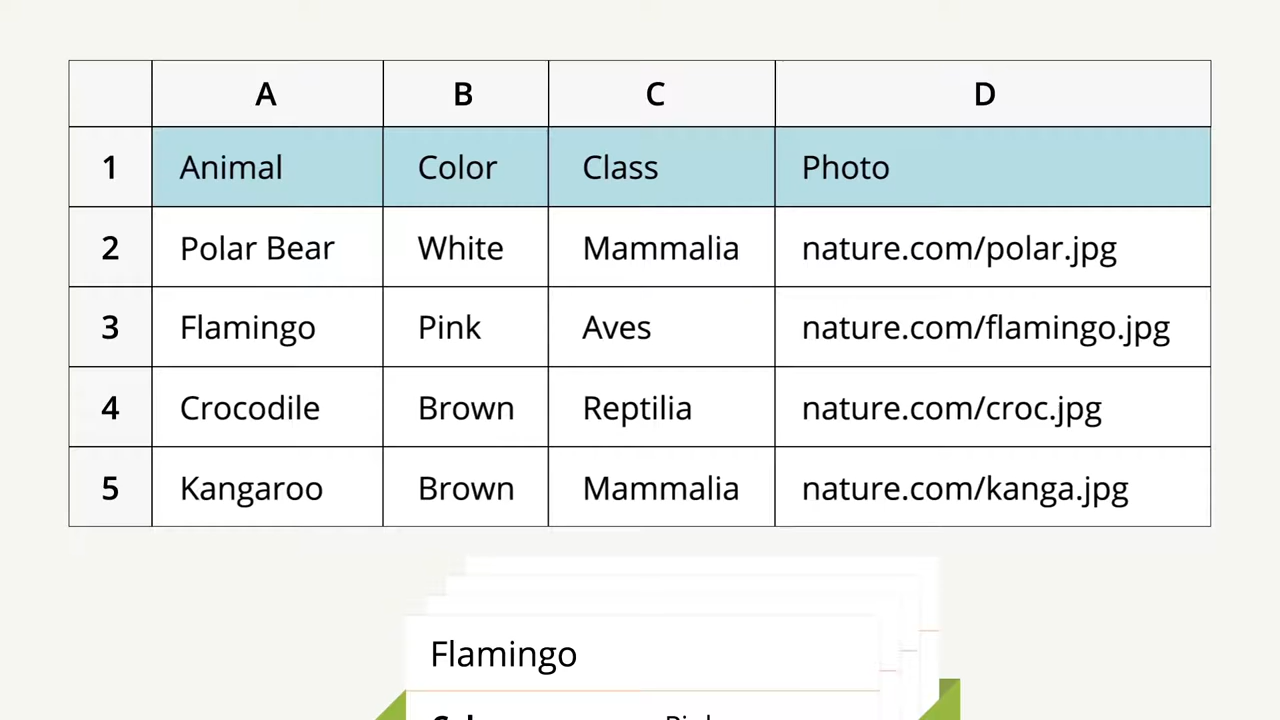 A B C D
1 Animal Color Class Photo
2 Polar Bear White Mammalia nature.com/polar.jpg
3 Flamingo Pink Aves nature.com/flamingo.jpg
4 Crocodile Brown Reptilia nature.com/croc.jpg
5 Kangaroo Brown Mammalia nature.com/kanga.jpg
Flamingo